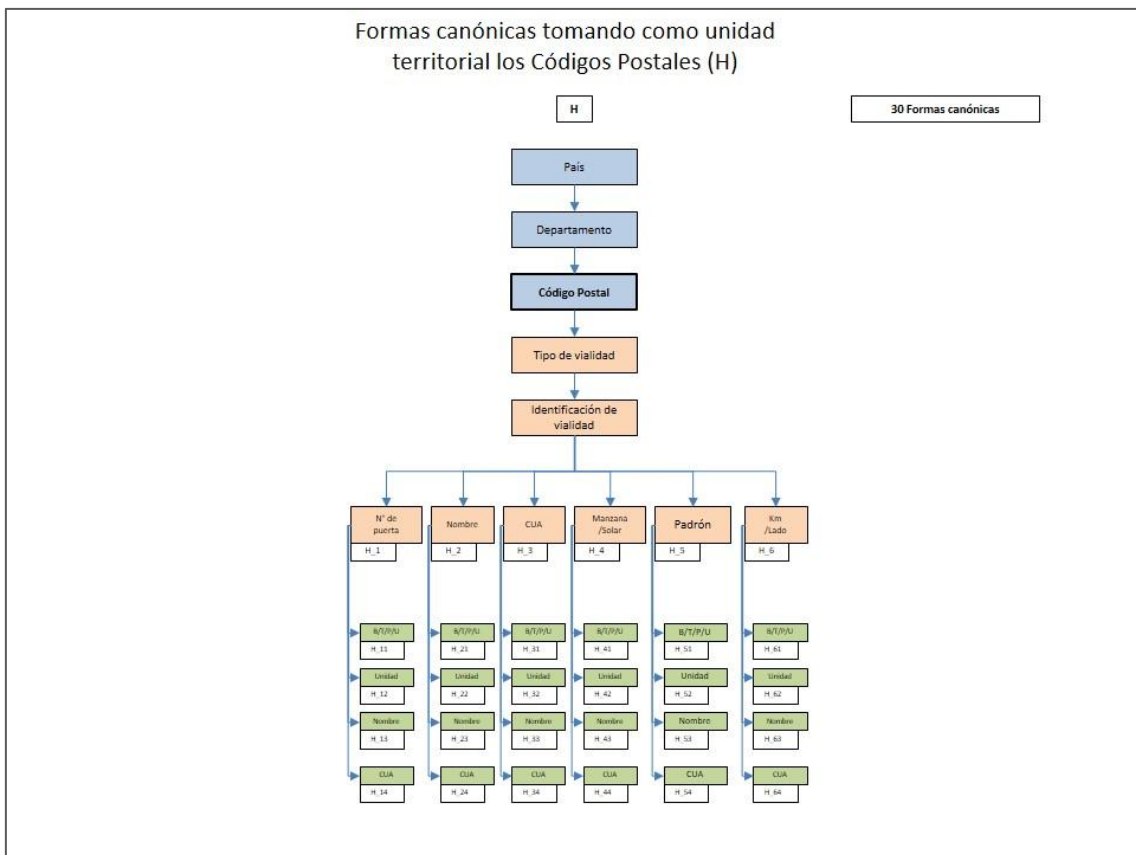 Formas canónicas tomando como unidad
territorial los Códigos Postales (H)
H
30 Formas canónicas
País
Departamento
Código Postal
Tipo de vialidad
Identificación de
vialidad
N° de
puerta
H_1
Nombre
H_2
CUA
H_3
Manzana
/Solar
H_4
Padrón
H_5
Km
/Lado
H_6
B/T/P/U
H_11
B/T/P/U
H_21
B/T/P/U
H_31
B/T/P/U
H_41
B/T/P/U
H_51
B/T/P/U
H_61
Unidad
H_12
Unidad
H_22
Unidad
H_32
Unidad
H_42
Unidad
H_52
Unidad
H_62
Nombre
H_13
Nombre
H_23
Nombre
H_33
Nombre
H_43
Nombre
H_53
Nombre
H_63
CUA
H_14
CUA
H_24
CUA
H_34
CUA
H_44
CUA
H_54
CUA
H_64